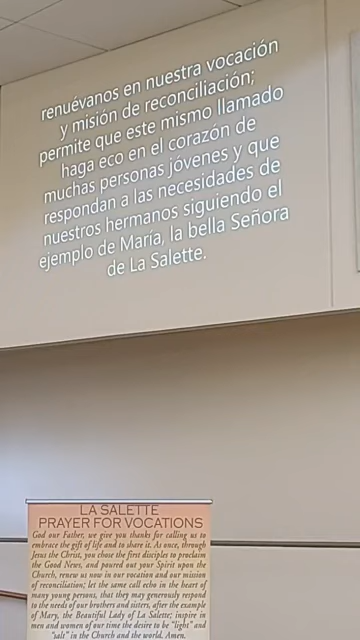 renuévanos en nuestra vocación
y misión de reconciliación;
permite que este mismo llamado
haga eco en el corazón de
muchas personas jóvenes y que
respondan a las necesidades de
nuestros hermanos siguiendo el
ejemplo de María, la bella Señora
de La Salette.
LA SALETTE
PRAYER FOR VOCATIONS
God our Father, we give you thanks for calling us to
embrace the gift of life and to share it. As once, through
Jesus the Christ, you chose the first disciples to proclaim
the Good News, and poured out your Spirit upon the
Church, renew us now in our vocation and our mission
of reconciliation; let the same call echo in the heart of
many young persons, that they may generously respond
to the needs of our brothers and sisters, after the example
of Mary, the Beautiful Lady of La Salette; inspire in
men and women of our time the desire to be "light" and
"salt" in the Church and the world. Amen.